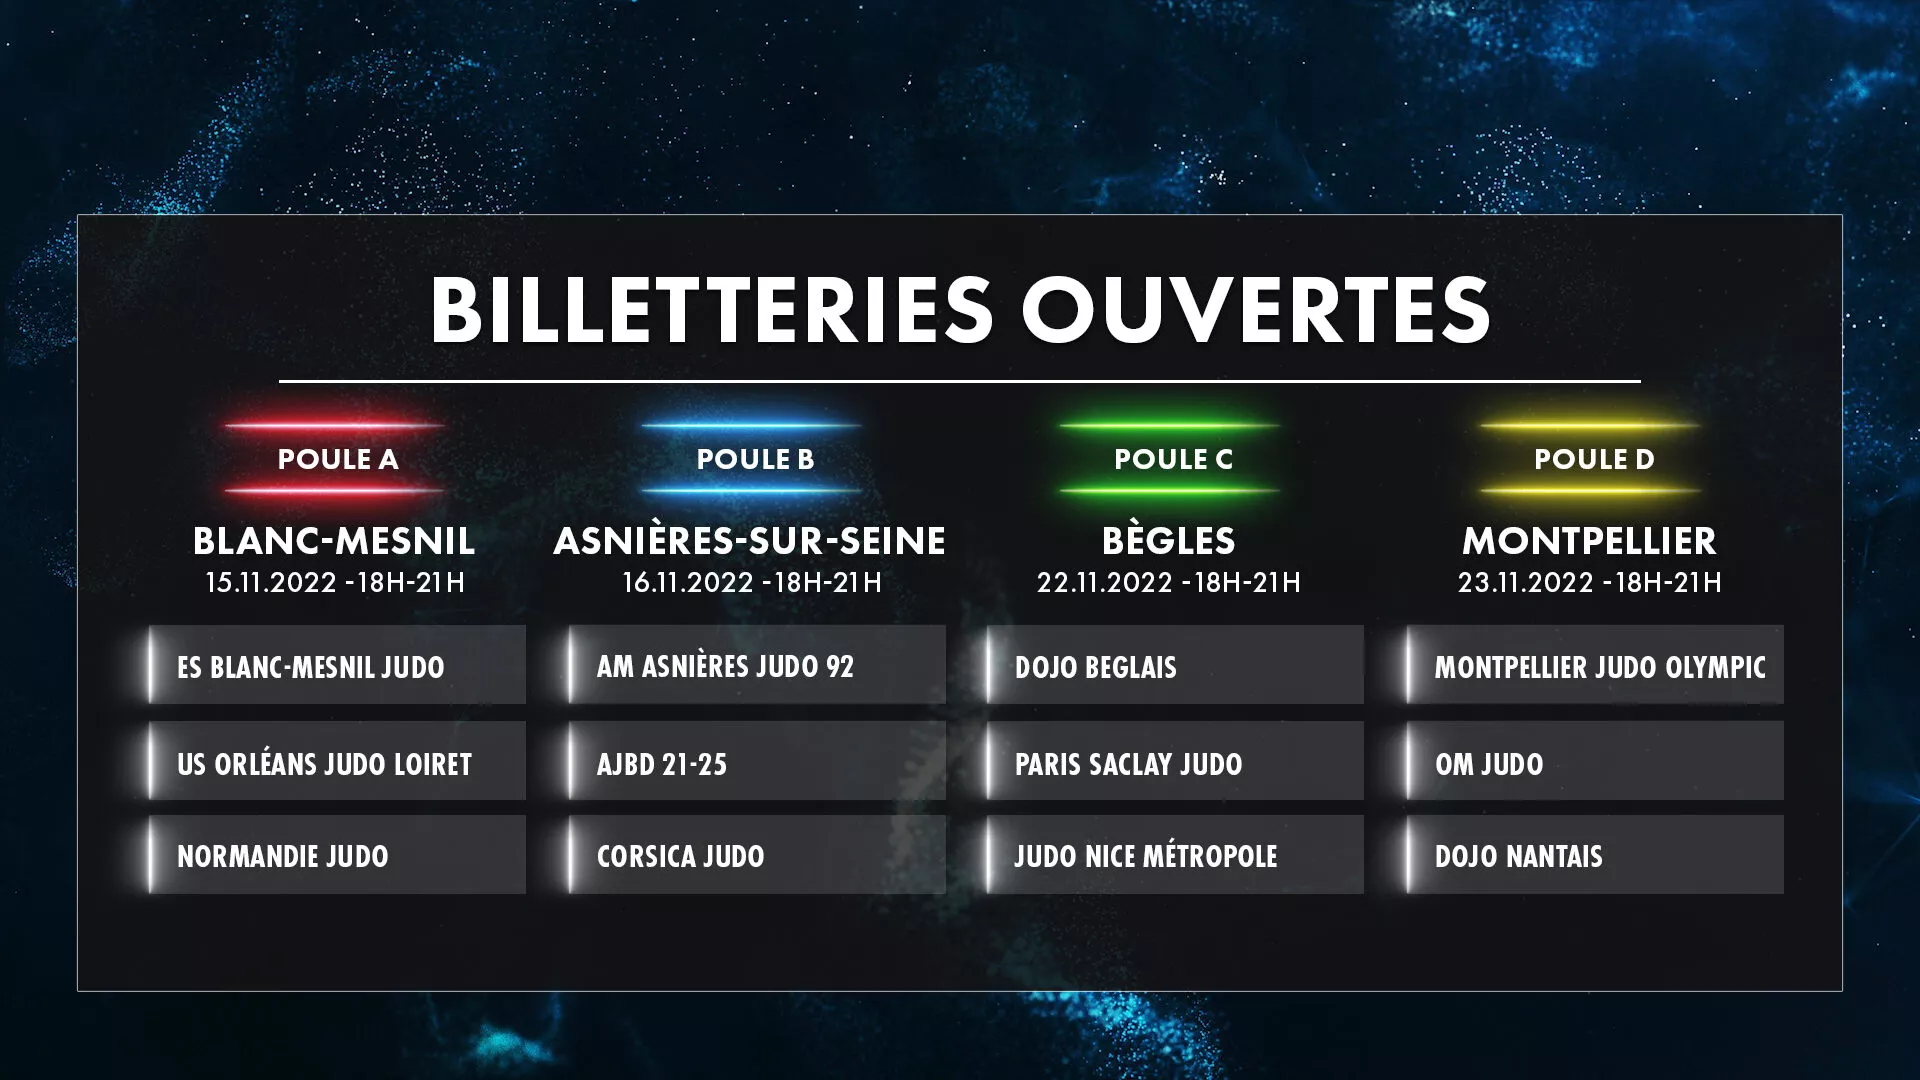 BILLETTERIES OUVERTES
POULE A
BLANC-MESNIL
15.11.2022 -18H-21H
ES BLANC-MESNIL JUDO
US ORLÉANS JUDO LOIRET
NORMANDIE JUDO
POULE B
ASNIÈRES-SUR-SEINE
16.11.2022 -18H-21H
AM ASNIÈRES JUDO 92
AJBD 21-25
CORSICA JUDO
POULE C
BÈGLES
22.11.2022 -18H-21H
DOJO BEGLAIS
PARIS SACLAY JUDO
JUDO NICE MÉTROPOLE
POULE D
MONTPELLIER
23.11.2022 -18H-21H
MONTPELLIER JUDO OLYMPIC
OM JUDO
DOJO NANTAIS